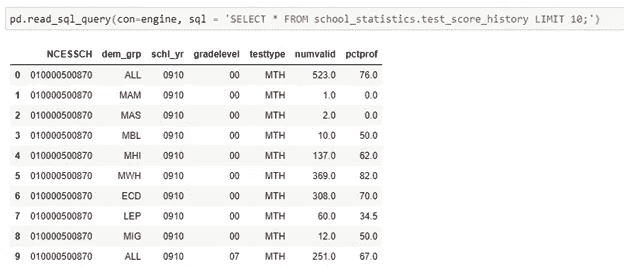 pd.read_sql_query(con=engine, sql = 'SELECT * FROM school_statistics.test_score_history LIMIT 10;')
NCESSCH dem_grp schl_yr gradelevel testtype numvalid pctprof
0 010000500870 ALL 0910 00 MTH 523.0 76.0
1 010000500870 MAM 0910 00 MTH 1.0 0.0
2 010000500870 MAS 0910 00 MTH 2.0 0.0
3 010000500870 MBL 0910 00 MTH 10.0 50.0
4 010000500870 MHI 0910 00 MTH 137.0 62.0
5 010000500870 MWH 0910 00 MTH 369.0 82.0
6 010000500870 ECD 0910 00 MTH 308.0 70.0
7 010000500870 LEP 0910 00 MTH 60.0 34.5
8 010000500870 MIG 0910 00 MTH 12.0 50.0
9 010000500870 ALL 0910 07 MTH 251.0 67.0